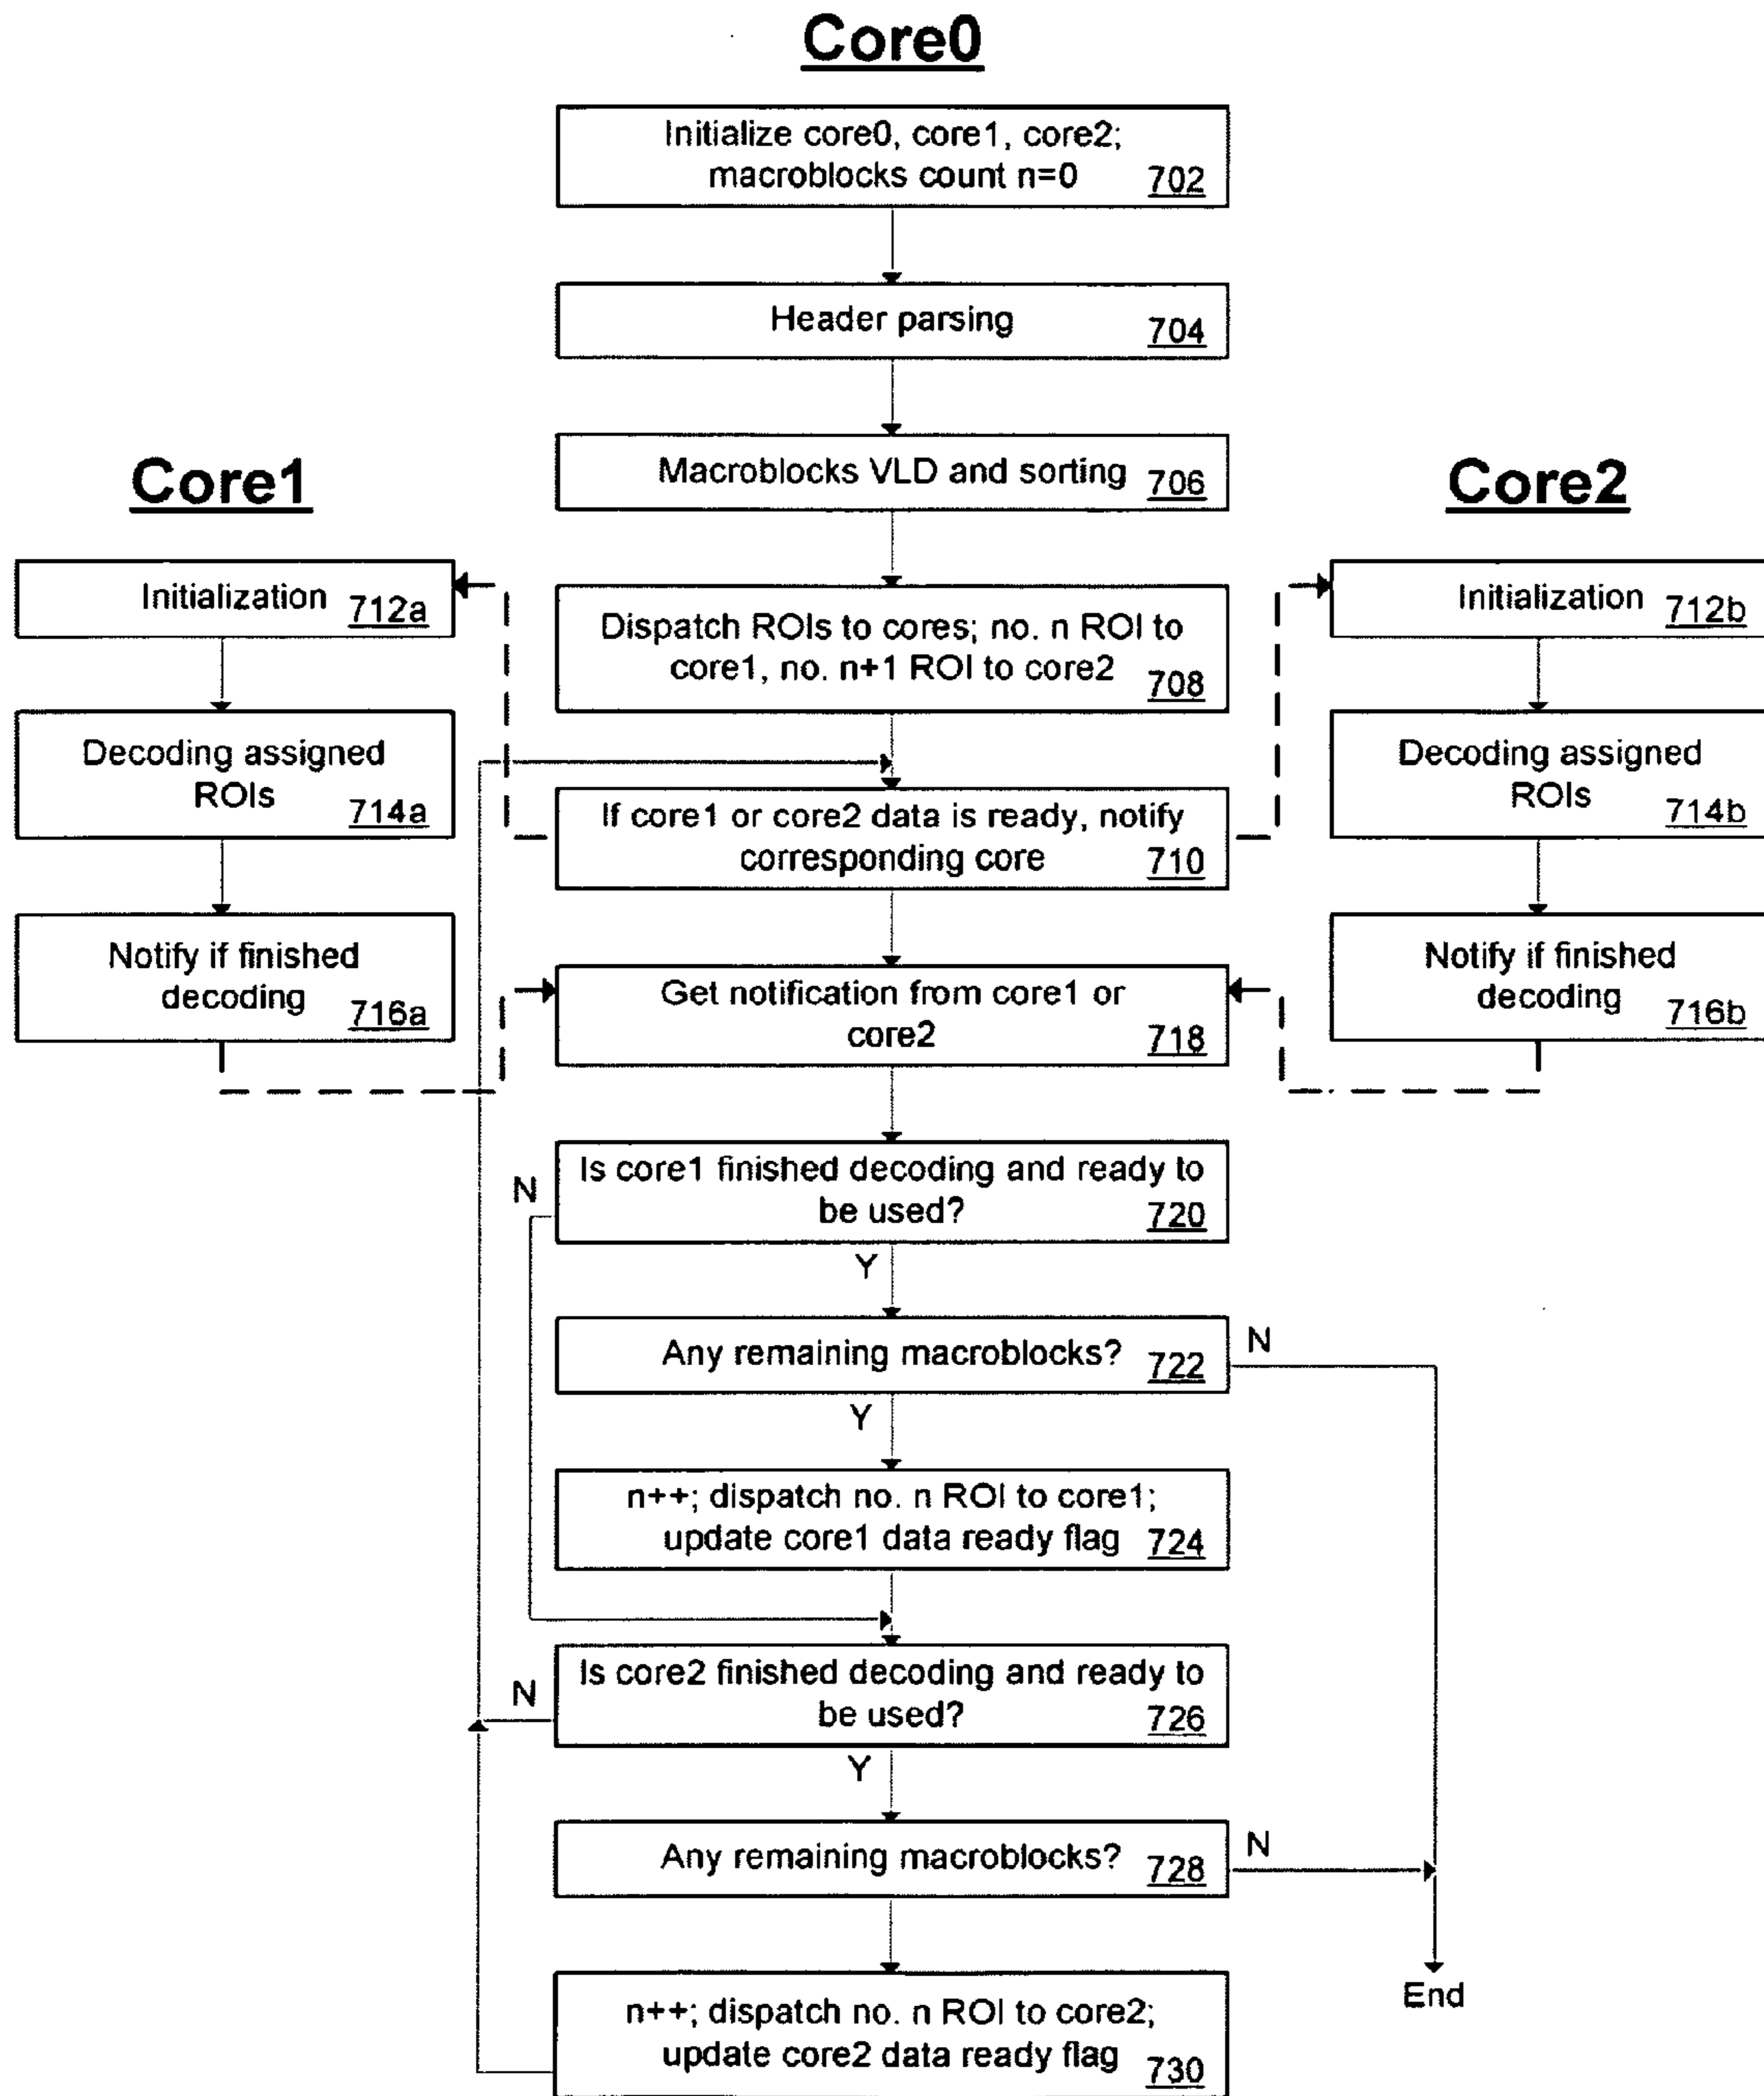 Core0
Initialize core0, core1, core2;
macroblocks count n=0 702
Header parsing 704
Macroblocks VLD and sorting 706
Dispatch ROIs to cores; no. n ROI to
core1, no. n+1 ROI to core2 708
If core1 or core2 data is ready, notify
corresponding core 710
Core1
Initialization 712a
Decoding assigned
ROIs 714a
Notify if finished
decoding 716a
Core2
Initialization 712b
Decoding assigned
ROIs 714b
Notify if finished
decoding 716b
Get notification from core1 or
core2 718
Is core1 finished decoding and ready to
be used? 720
N
Y
Any remaining macroblocks? 722
N
Y
n++; dispatch no. n ROI to core1;
update core1 data ready flag 724
Is core2 finished decoding and ready to
be used? 726
N
Y
Any remaining macroblocks? 728
N
n++; dispatch no. n ROI to core2;
update core2 data ready flag 730
End